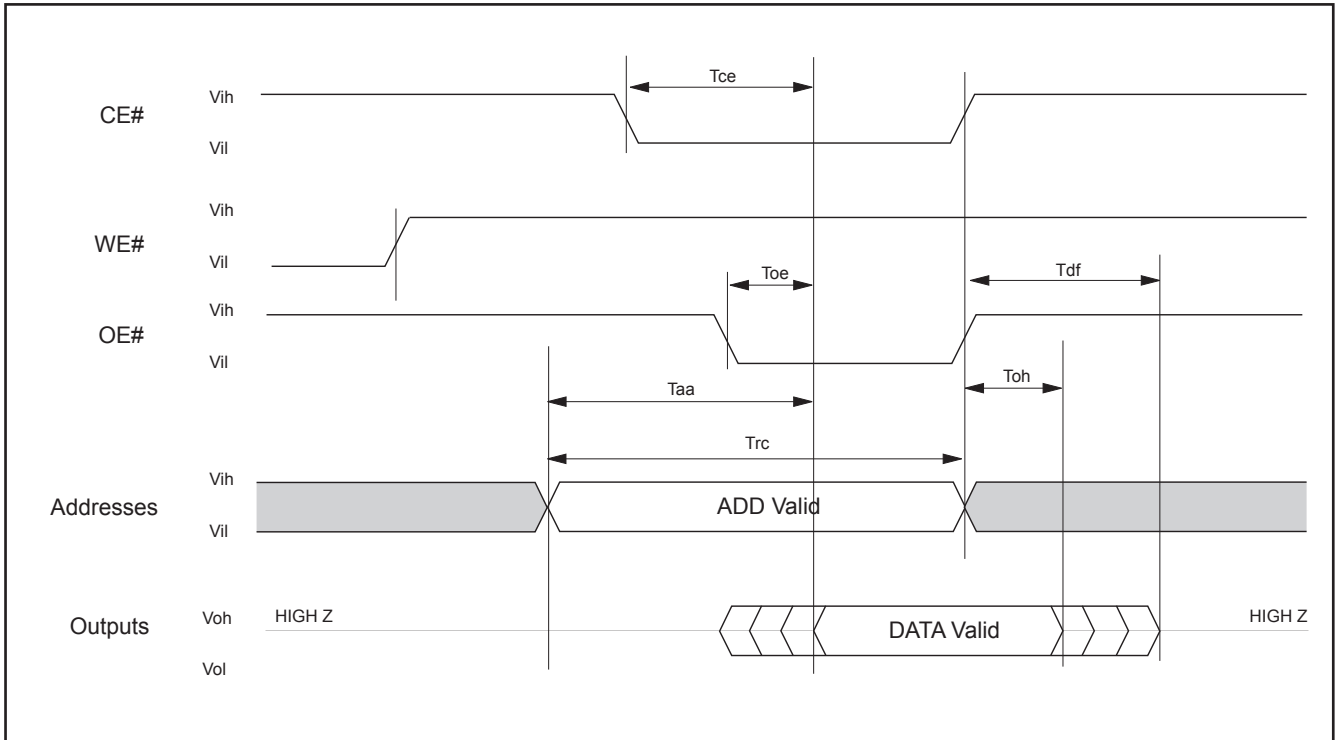 Tce
Vih
CE#
Vil
Vih
WE#
Vil
Toe
Tdf
Vih
OE#
Vil
Toh
Taa
Trc
Vih
Addresses
ADD Valid
Vil
Outputs
Voh
HIGH Z
DATA Valid
HIGH Z
Vol